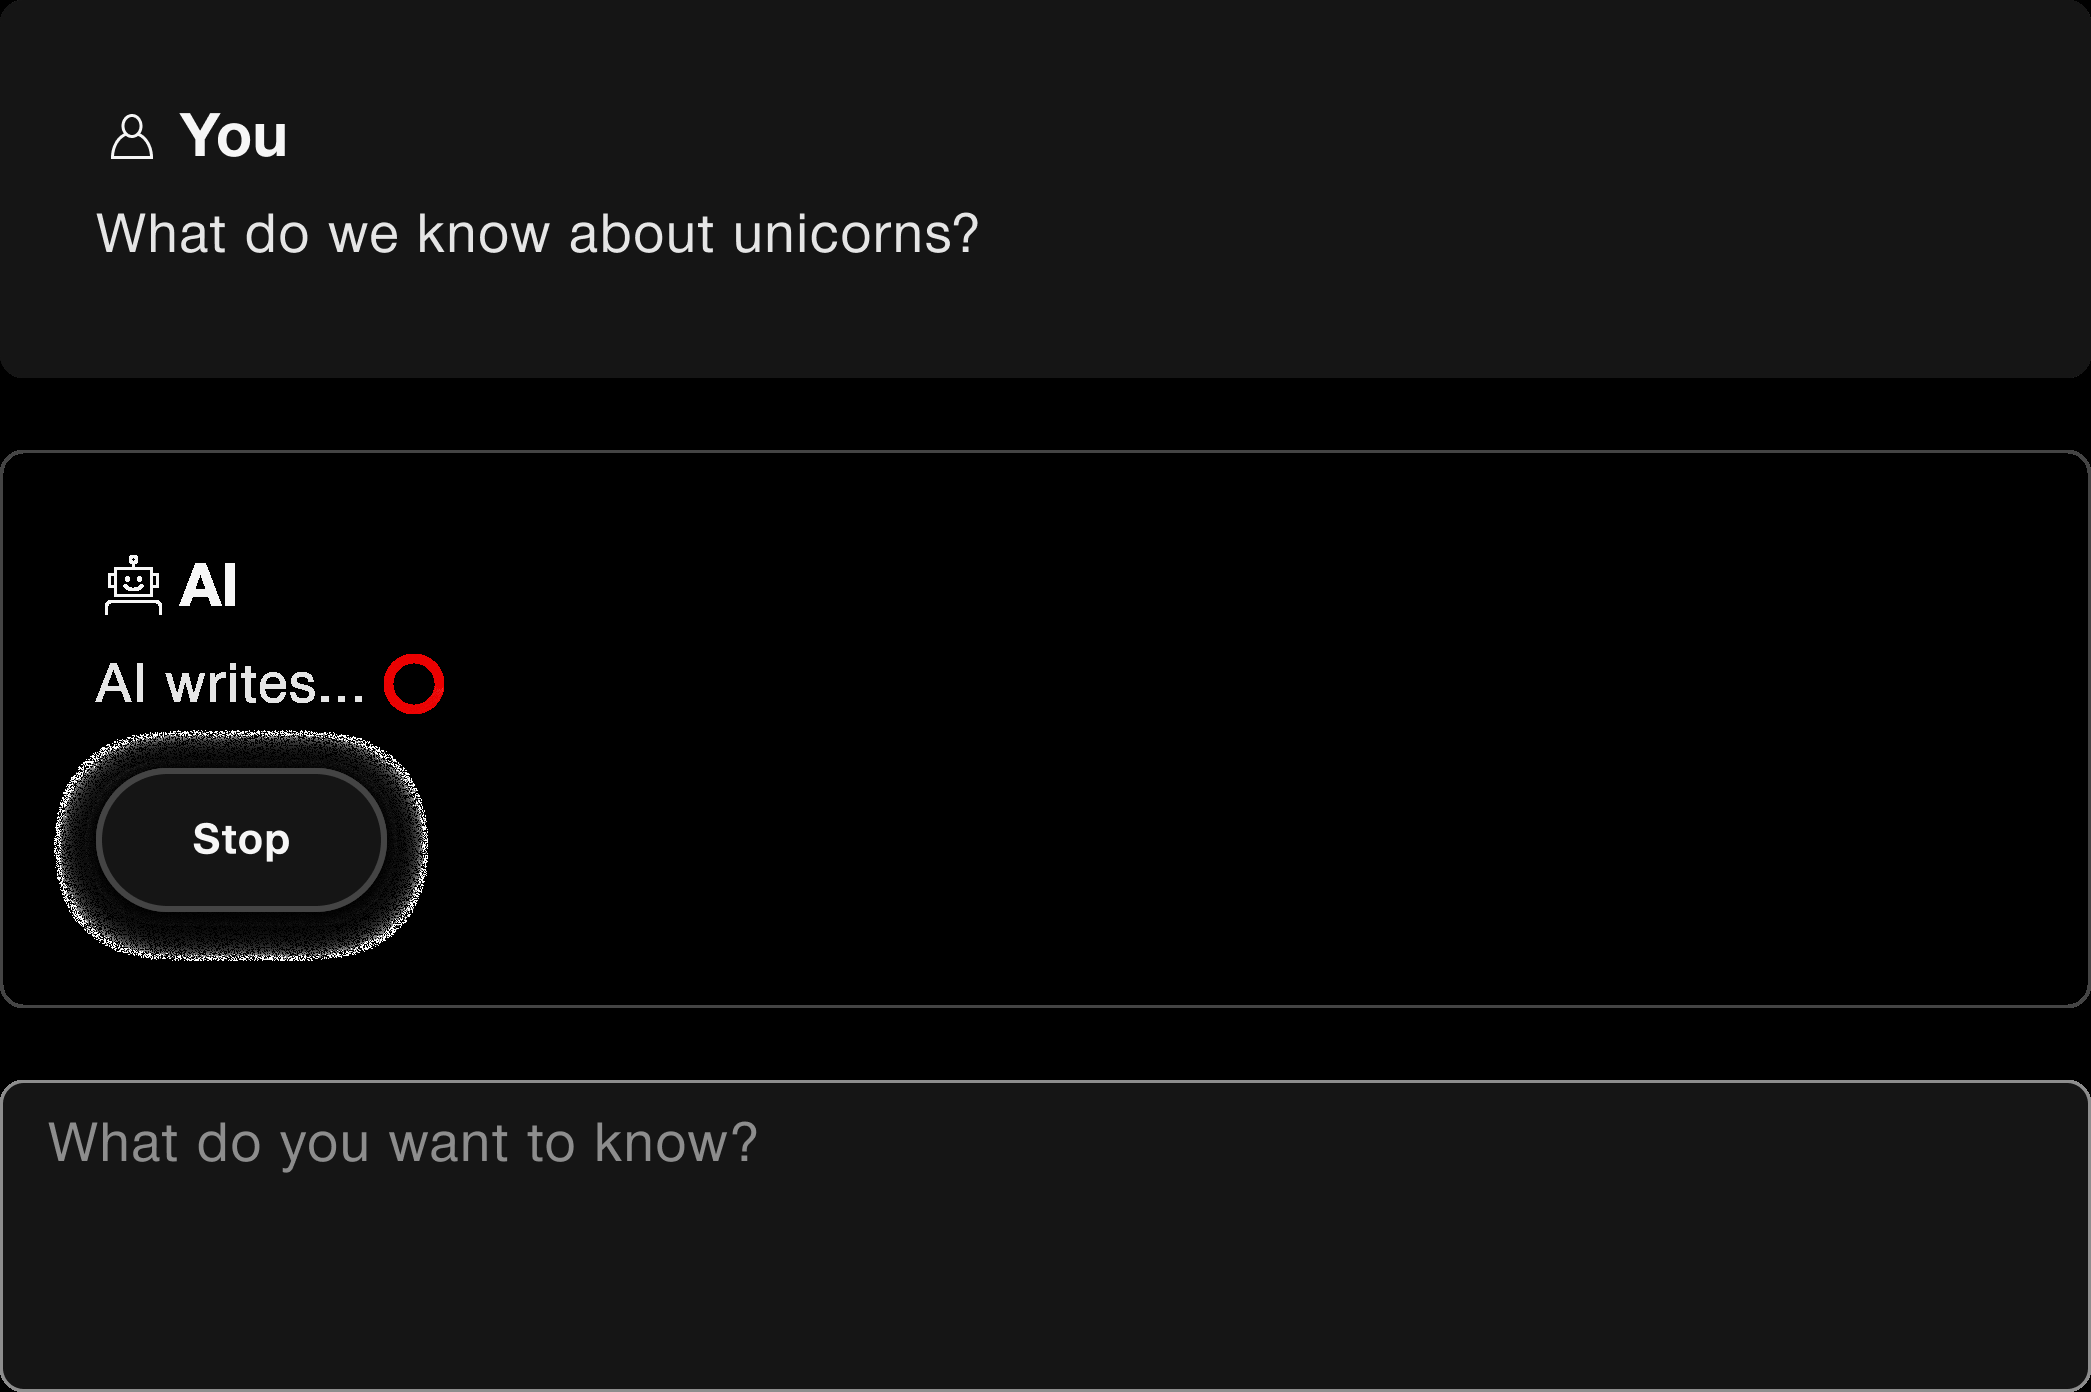 You
What do we know about unicorns?
AI
AI writes...
Stop
What do you want to know?